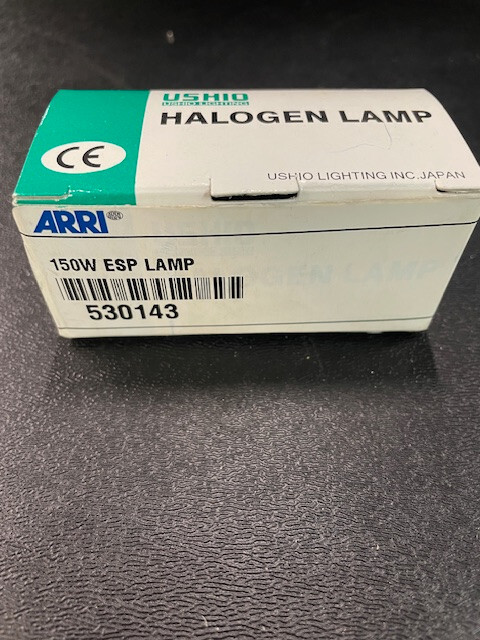 USHIO
USHIO LIGHTING
HALOGEN LAMP
CE
USHIO LIGHTING INC. JAPAN
ARRI
150W ESP LAMP
530143